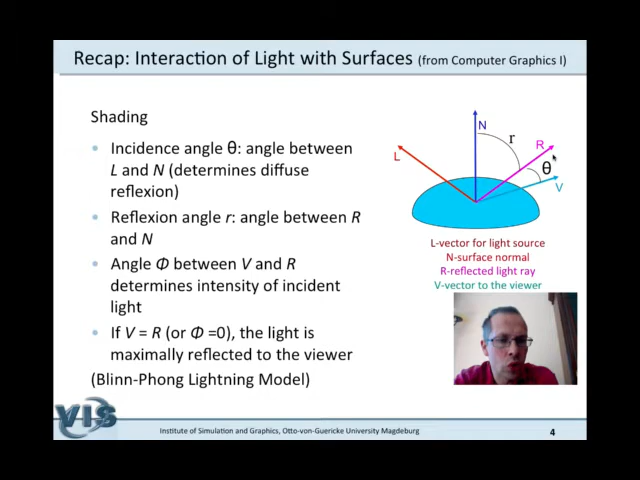 Recap: Interaction of Light with Surfaces (from Computer Graphics I)
Shading
• Incidence angle θ: angle between
L and N (determines diffuse
reflexion)
• Reflexion angle r: angle between R
and N
• Angle Φ between V and R
determines intensity of incident
light
• If V = R (or Φ =0), the light is
maximally reflected to the viewer
(Blinn-Phong Lightning Model)
N
r
R
L
θ
V
L-vector for light source
N-surface normal
R-reflected light ray
V-vector to the viewer
VIS
Institute of Simulation and Graphics, Otto-von-Guericke University Magdeburg
4